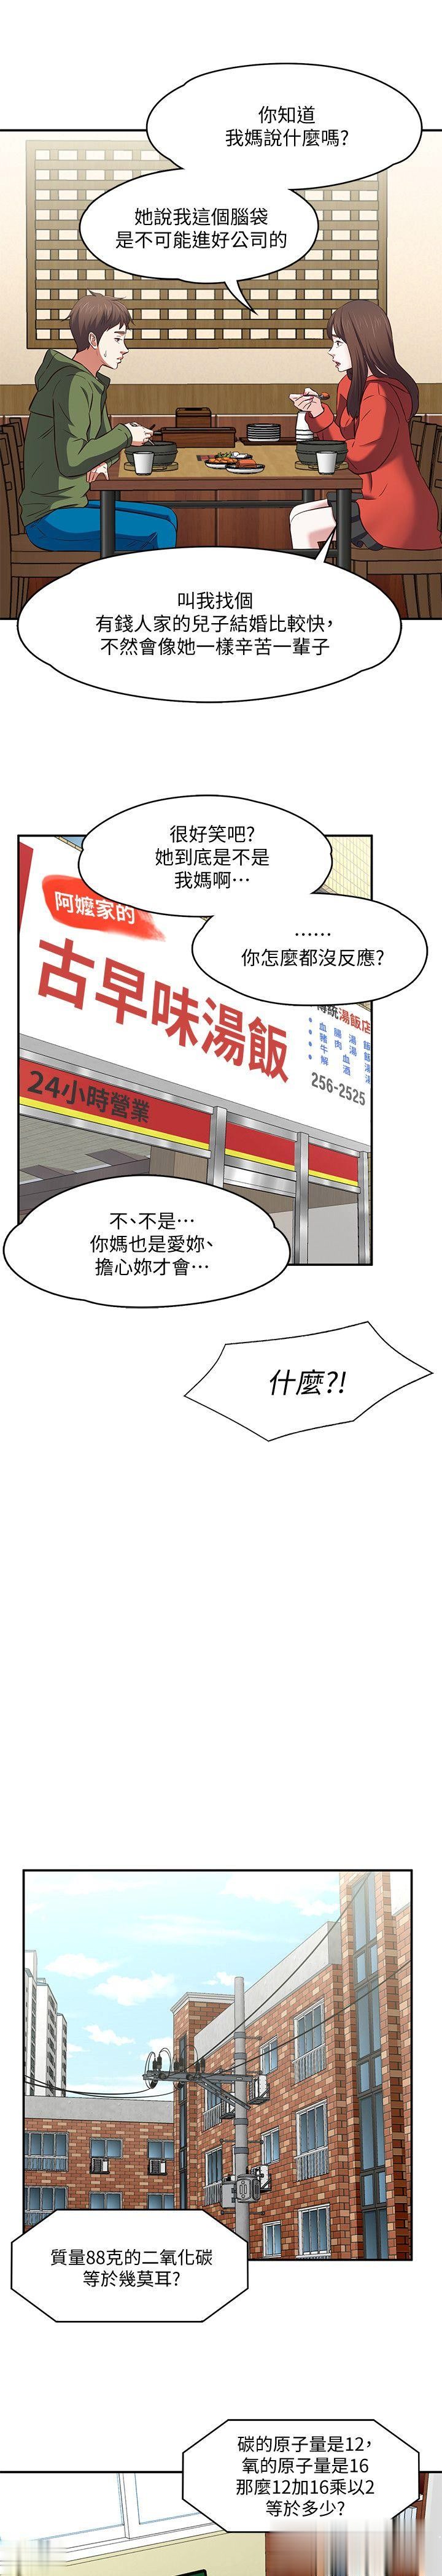 你知道
我媽說什麼嗎?
她說我這個腦袋
是不可能進好公司的
叫我找個
有錢人家的兒子結婚比較快,
不然會像她一樣辛苦一輩子
很好笑吧?
她到底是不是
我媽啊…
……
你怎麼都沒反應?
阿嬤家的
古早味湯飯
24小時營業
傳統湯飯店
256-2525
不、不是…
你媽也是愛妳、
擔心妳才會…
什麼?!
質量88克的二氧化碳
等於幾莫耳?
碳的原子量是12,
氧的原子量是16
那麼12加16乘以2
等於多少?